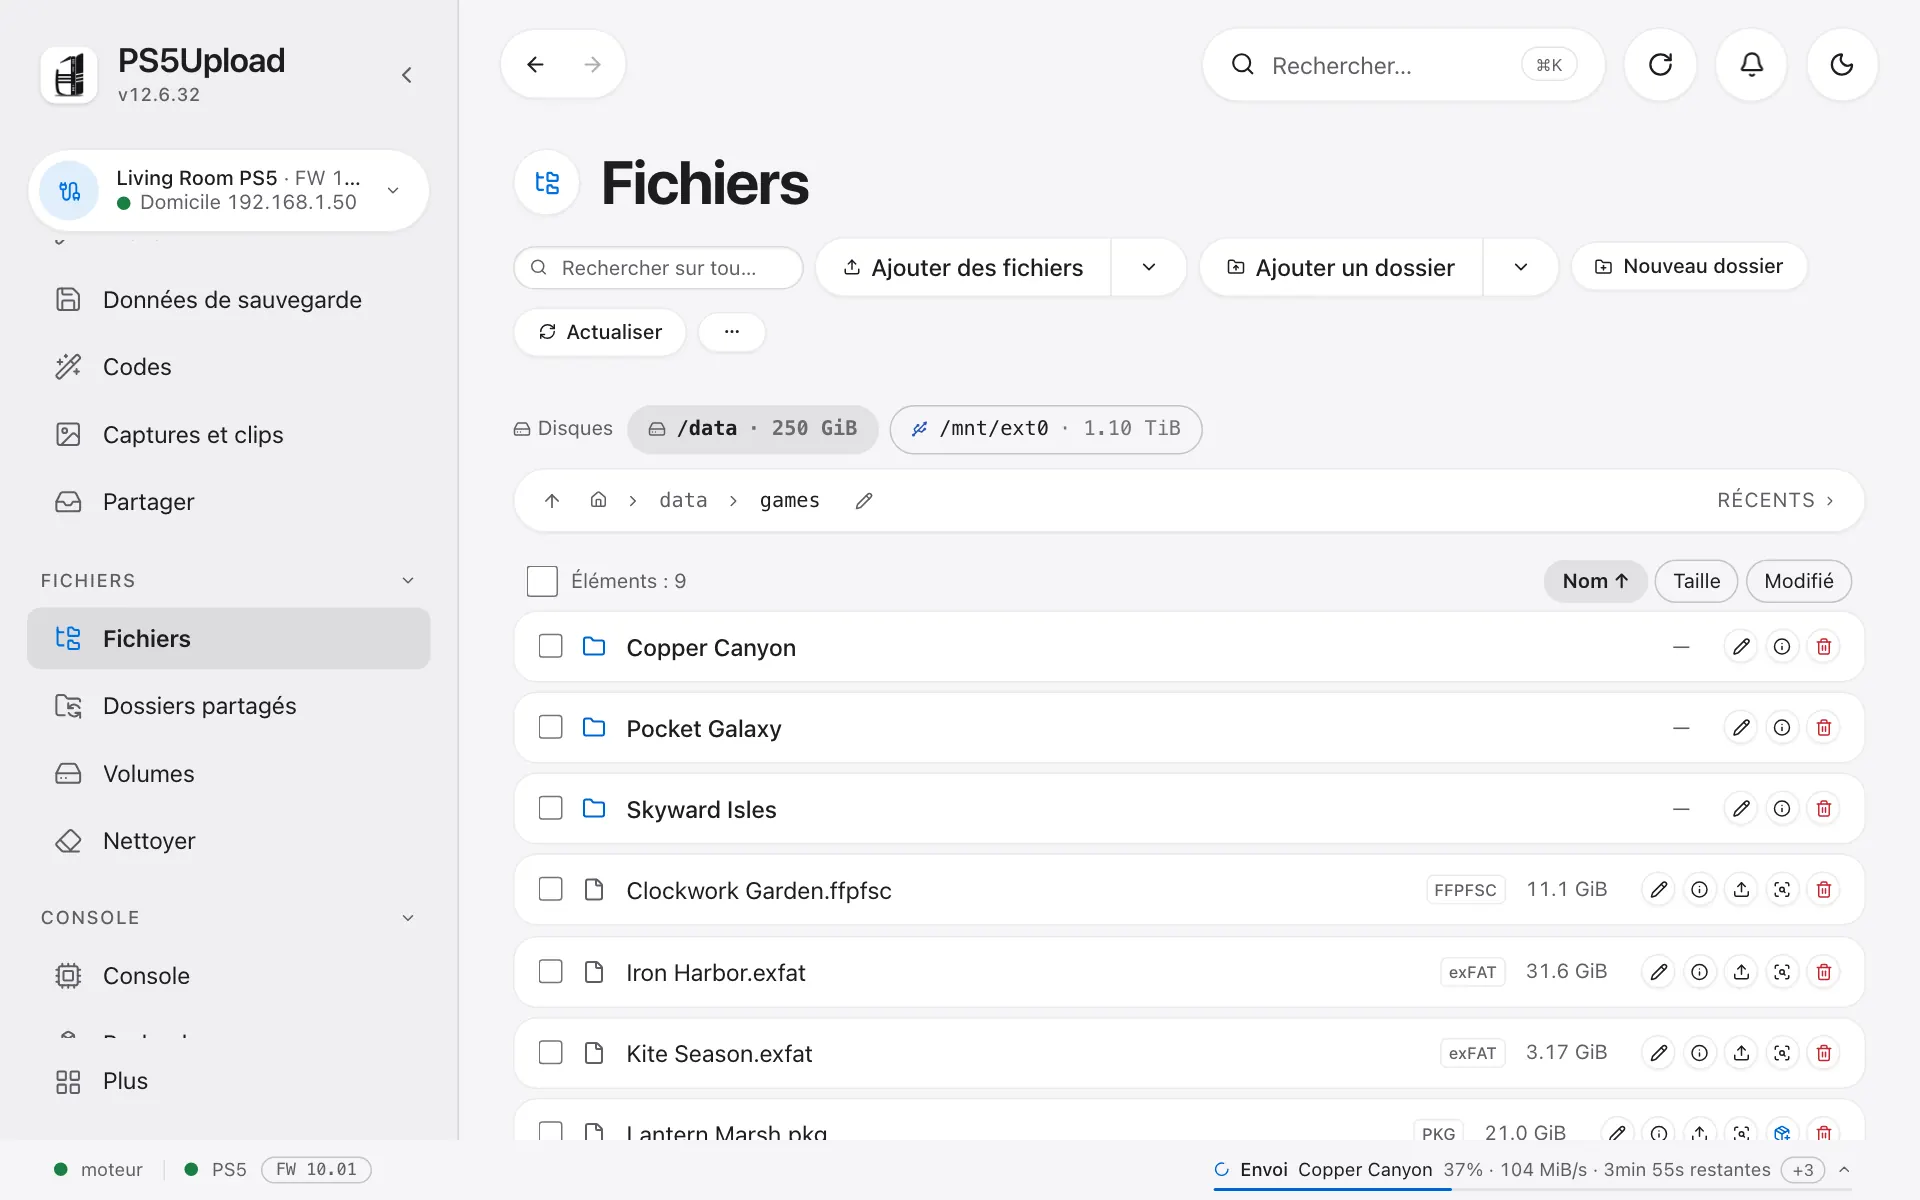 PS5Upload
v12.6.32
Living Room PS5 · FW 1...
Domicile 192.168.1.50
Données de sauvegarde
Codes
Captures et clips
Partager
FICHIERS
Fichiers
Dossiers partagés
Volumes
Nettoyer
CONSOLE
Console
Plus
Rechercher...
⌘K
Fichiers
Rechercher sur tou...
Ajouter des fichiers
Ajouter un dossier
Nouveau dossier
Actualiser
Disques
/data · 250 GiB
/mnt/ext0 · 1.10 TiB
data
games
RÉCENTS
Éléments : 9
Nom ↑
Taille
Modifié
Copper Canyon —
Pocket Galaxy —
Skyward Isles —
Clockwork Garden.ffpfsc FFPFSC 11.1 GiB
Iron Harbor.exfat exFAT 31.6 GiB
Kite Season.exfat exFAT 3.17 GiB
Lantern Marsh.pkg PKG 21.0 GiB
moteur
PS5
FW 10.01
Envoi Copper Canyon 37% · 104 MiB/s · 3min 55s restantes +3